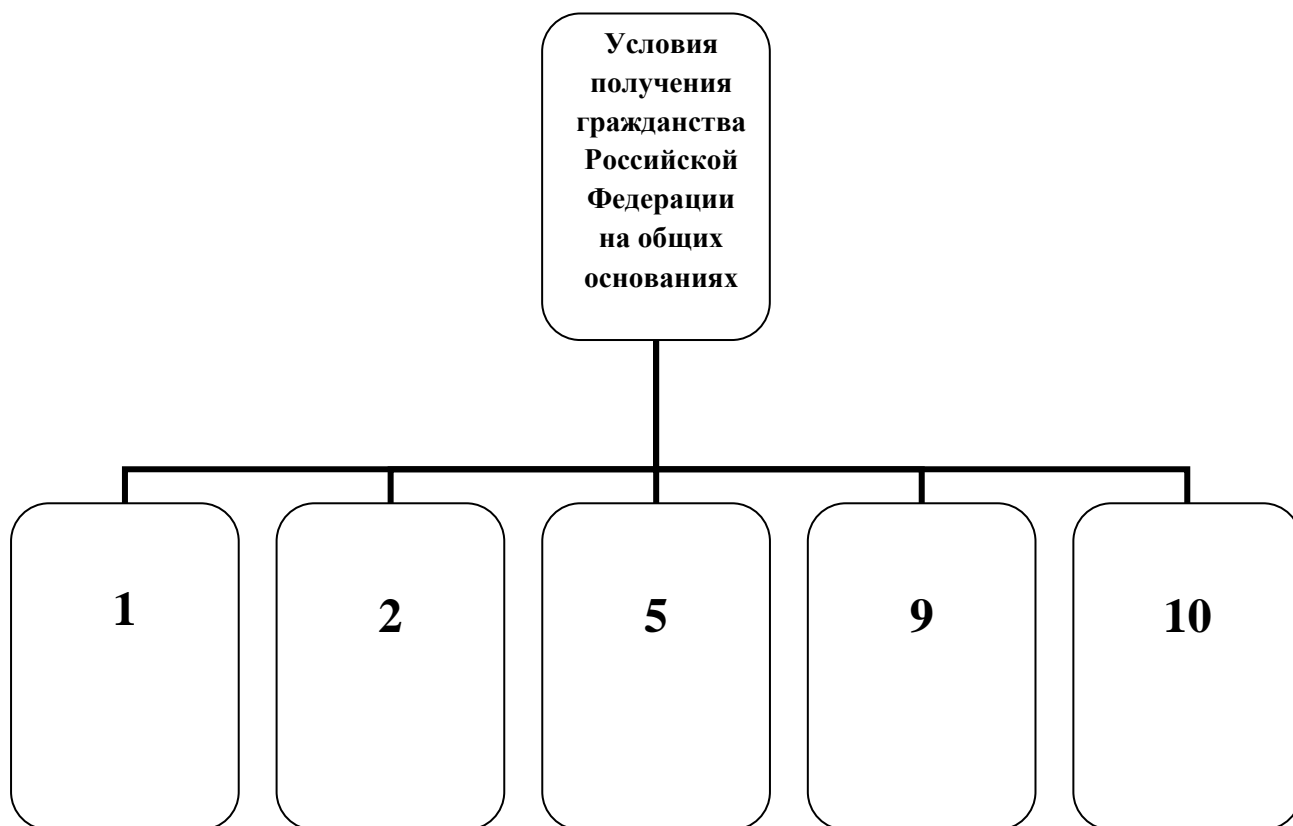 Условия
получения
гражданства
Российской
Федерации
на общих
основаниях
1
2
5
9
10